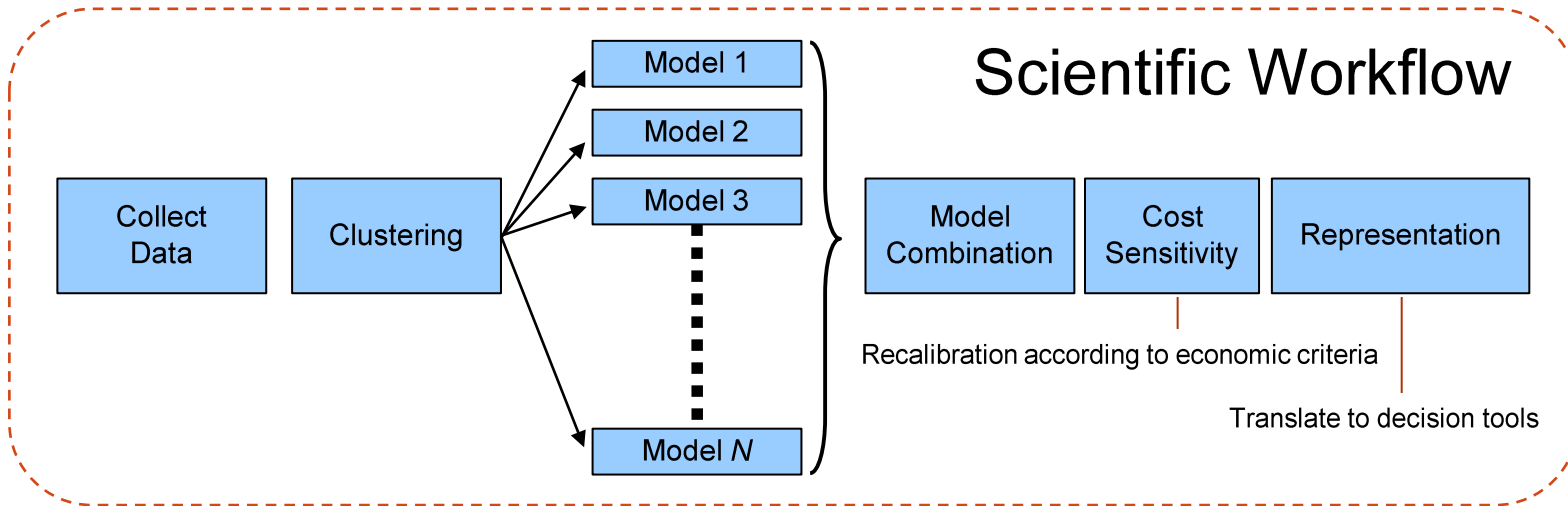 Scientific Workflow
Collect
Data
Clustering
Model 1
Model 2
Model 3
Model N
Model
Combination
Cost
Sensitivity
Representation
Recalibration according to economic criteria
Translate to decision tools